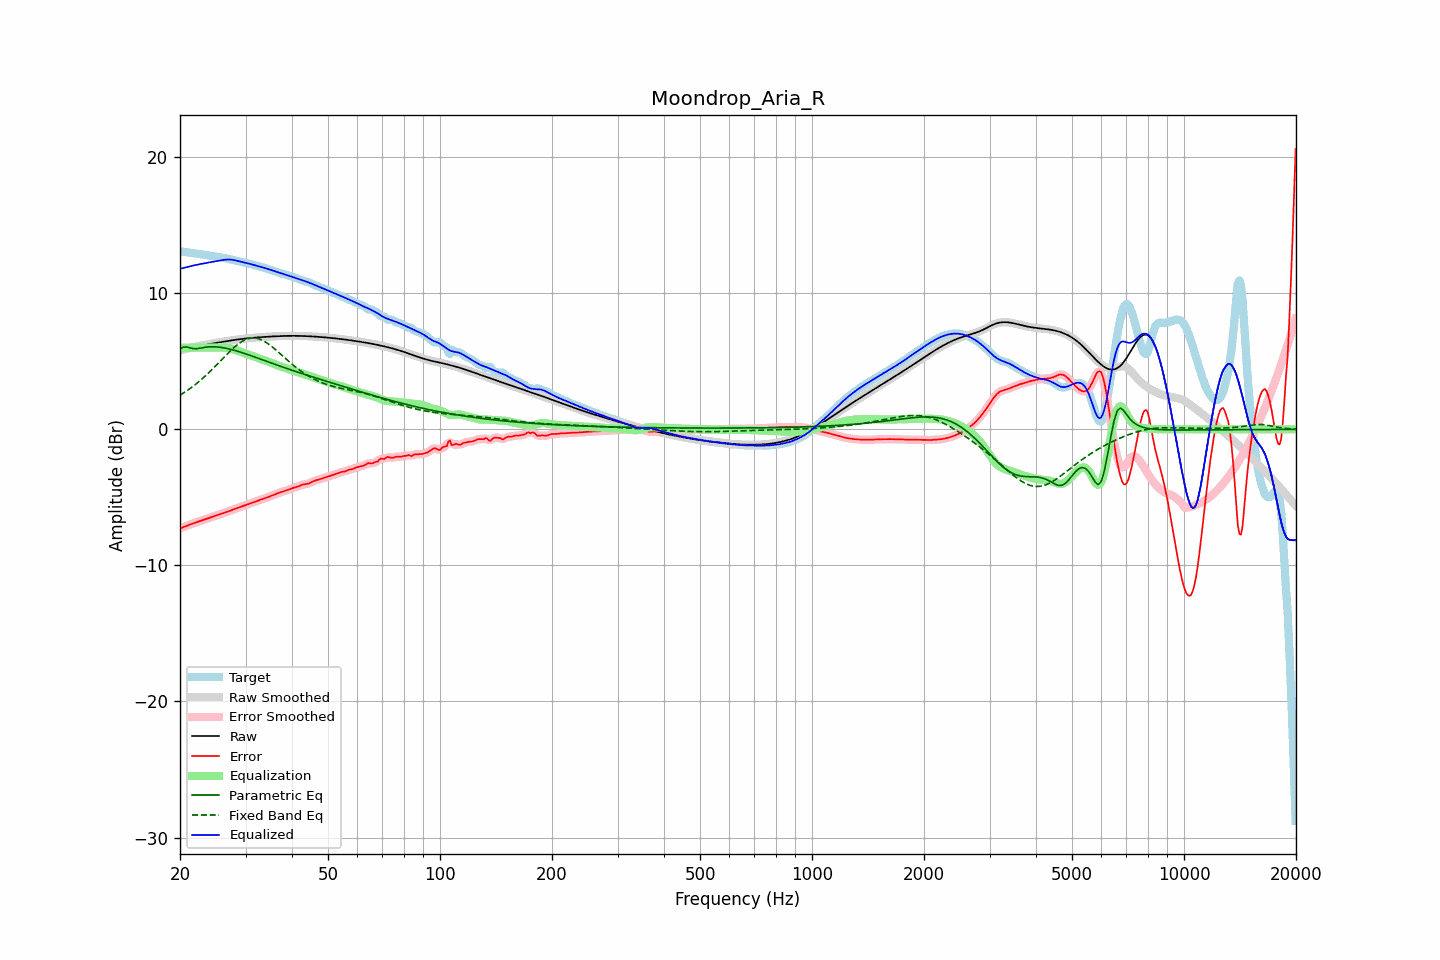 Moondrop_Aria_R
Amplitude (dBr)
20
10
0
−10
−20
−30
Target
Raw Smoothed
Error Smoothed
Raw
Error
Equalization
Parametric Eq
Fixed Band Eq
Equalized
20 50 100 200 500 1000 2000 5000 10000 20000
Frequency (Hz)